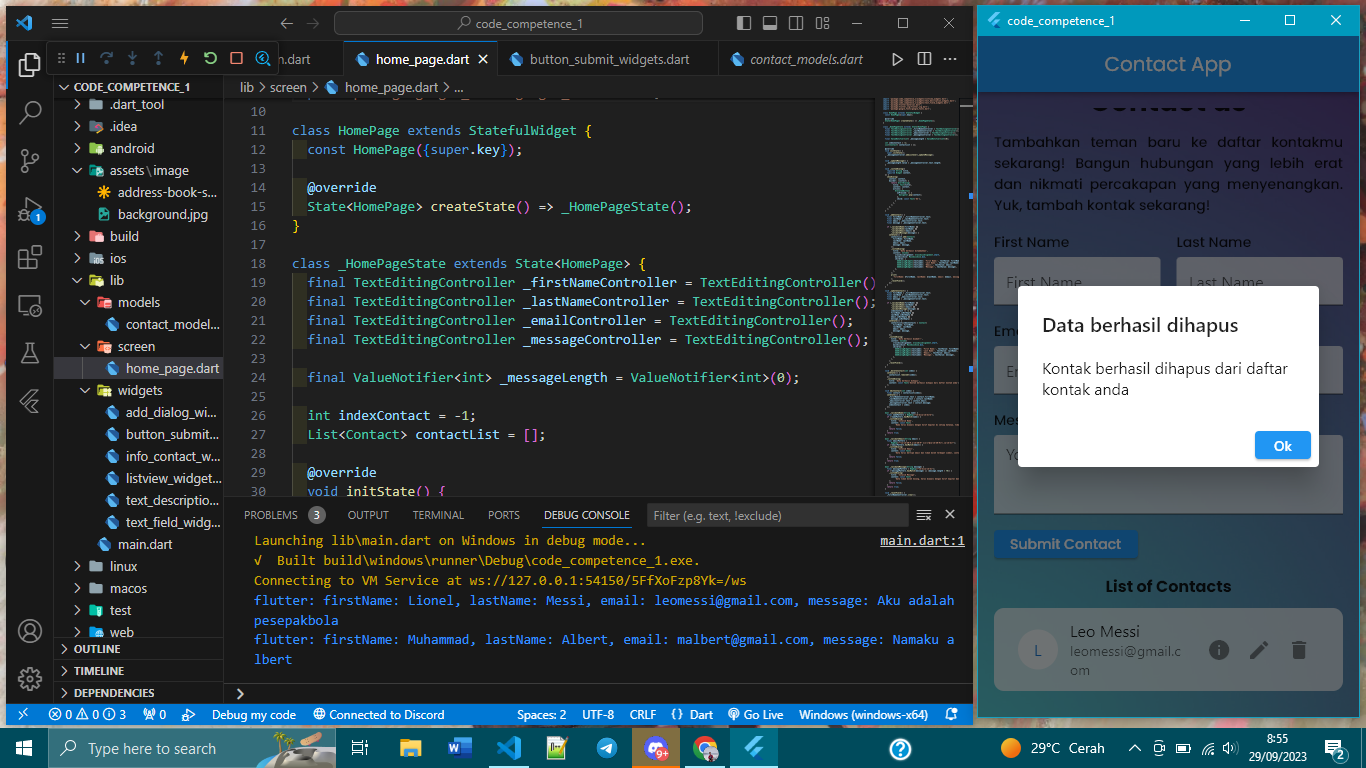 code_competence_1
n.dart
home_page.dart
button_submit_widgets.dart
contact_models.dart
CODE_COMPETENCE_1
.dart_tool
.idea
android
assets\image
address-book-s...
background.jpg
build
ios
lib
models
contact_model...
screen
home_page.dart
widgets
add_dialog_wi...
button_submit...
info_contact_w...
listview_widget...
text_descriptio...
text_field_widg...
main.dart
linux
macos
test
web
OUTLINE
TIMELINE
DEPENDENCIES
1
lib > screen > home_page.dart > ...
10
11 class HomePage extends StatefulWidget {
12 const HomePage({super.key});
13
14 @override
15 State<HomePage> createState() => _HomePageState();
16 }
17
18 class _HomePageState extends State<HomePage> {
19 final TextEditingController _firstNameController = TextEditingController()
20 final TextEditingController _lastNameController = TextEditingController();
21 final TextEditingController _emailController = TextEditingController();
22 final TextEditingController _messageController = TextEditingController();
23
24 final ValueNotifier<int> _messageLength = ValueNotifier<int>(0);
25
26 int indexContact = -1;
27 List<Contact> contactList = [];
28
29 @override
30 void initState() {
PROBLEMS 3 OUTPUT TERMINAL PORTS DEBUG CONSOLE Filter (e.g. text, !exclude)
Launching lib\main.dart on Windows in debug mode... main.dart:1
√ Built build\windows\runner\Debug\code_competence_1.exe.
Connecting to VM Service at ws://127.0.0.1:54150/5FfXoFzp8Yk=/ws
flutter: firstName: Lionel, lastName: Messi, email: leomessi@gmail.com, message: Aku adalah
pesepakbola
flutter: firstName: Muhammad, lastName: Albert, email: malbert@gmail.com, message: Namaku a
lbert
0 0 3 0 Debug my code Connected to Discord Spaces: 2 UTF-8 CRLF {} Dart Go Live Windows (windows-x64)
code_competence_1
Contact App
Contact us
Tambahkan teman baru ke daftar kontakmu
sekarang! Bangun hubungan yang lebih erat
dan nikmati percakapan yang menyenangkan.
Yuk, tambah kontak sekarang!
First Name Last Name
First Name Last Name
Data berhasil dihapus
Kontak berhasil dihapus dari daftar
kontak anda
Ok
Submit Contact
List of Contacts
L
Leo Messi
leomessi@gmail.c
om
Type here to search
9+
29°C Cerah
8:55
29/09/2023
2